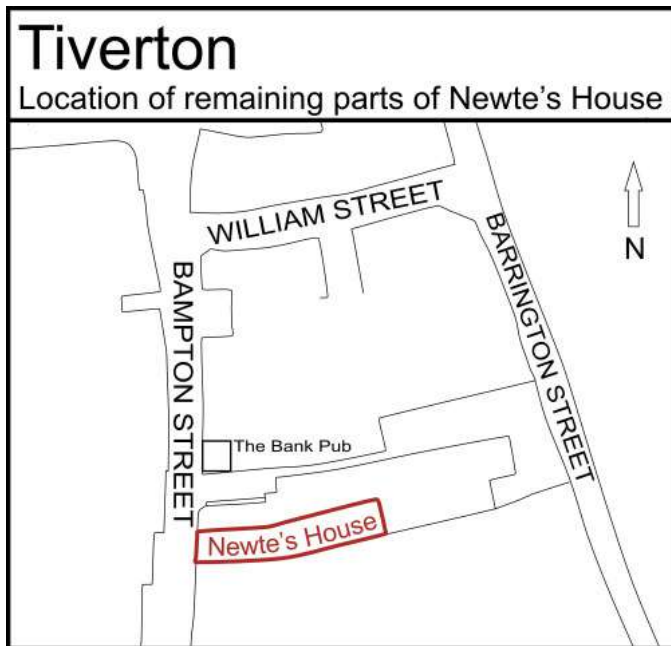 Tiverton
Location of remaining parts of Newte's House
WILLIAM STREET
BARRINGTON STREET
N
BAMPTON STREET
The Bank Pub
Newte's House